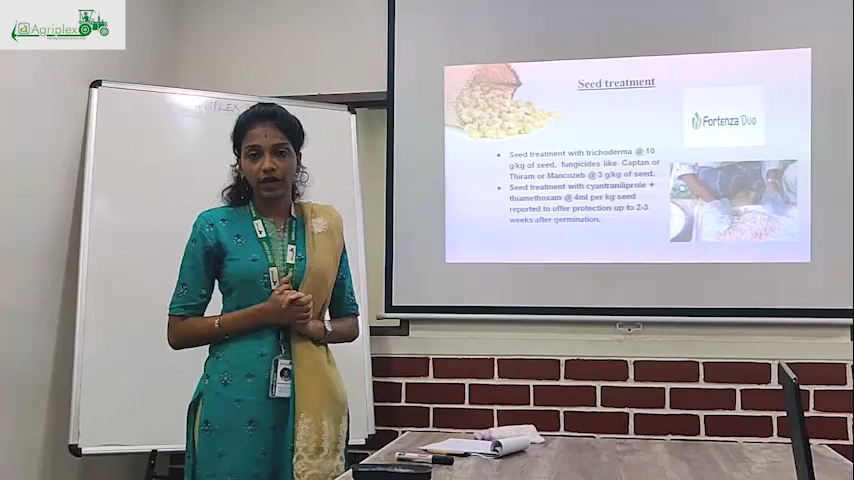 @Agriplex
Seed treatment
Fortenza Duo
• Seed treatment with trichoderma @ 10
g/kg of seed, fungicides like Captan or
Thiram or Mancozeb @ 3 g/kg of seed.
• Seed treatment with cyantraniliprole +
thiamethoxam @ 4ml per kg seed
reported to offer protection up to 2-3
weeks after germination.